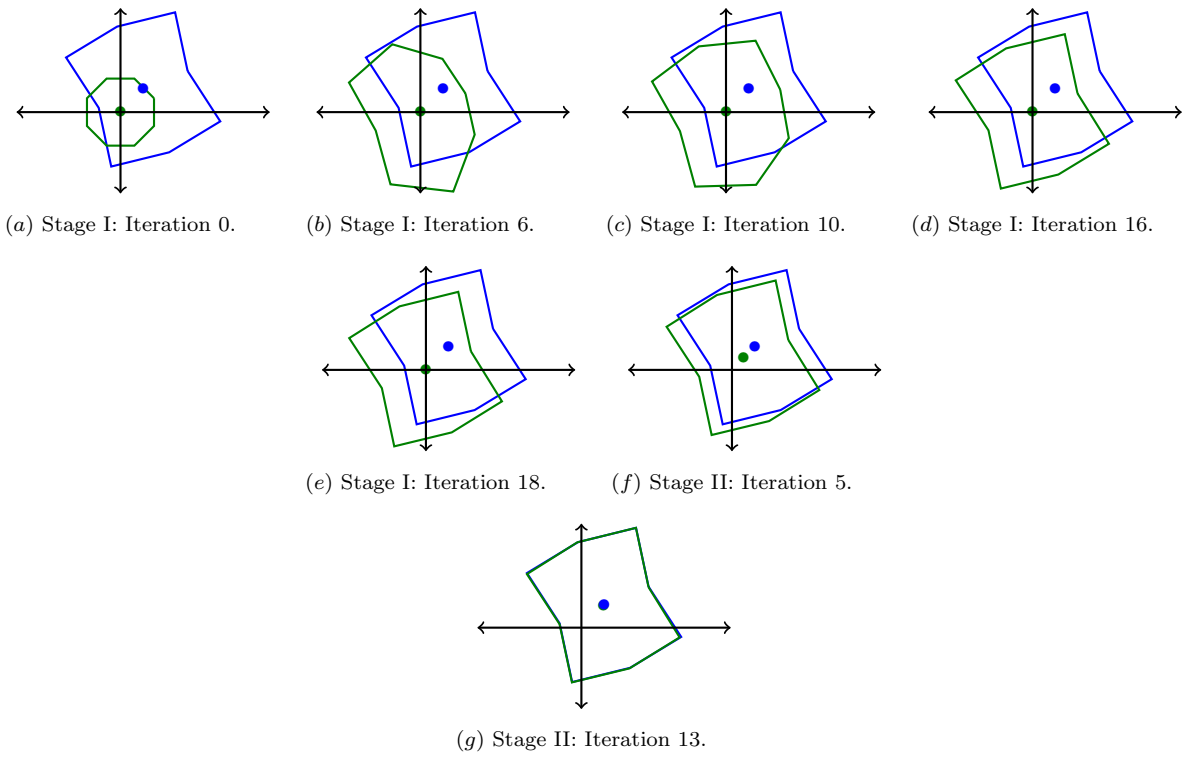 (a) Stage I: Iteration 0.
(b) Stage I: Iteration 6.
(c) Stage I: Iteration 10.
(d) Stage I: Iteration 16.
(e) Stage I: Iteration 18.
(f) Stage II: Iteration 5.
(g) Stage II: Iteration 13.